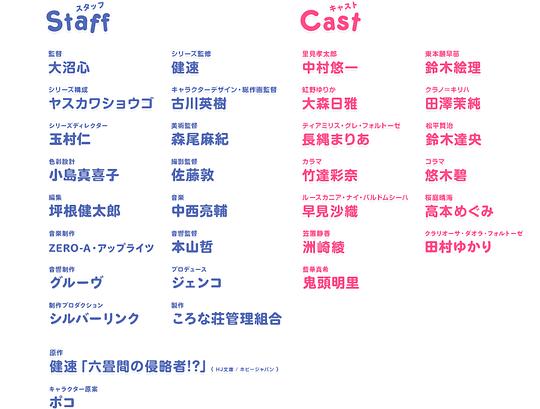 スタッフ
Staff
監督
大沼心
シリーズ監修
健速
シリーズ構成
ヤスカワショウゴ
キャラクターデザイン・総作画監督
古川英樹
シリーズディレクター
玉村仁
美術監督
森尾麻紀
色彩設計
小島真喜子
撮影監督
佐藤敦
編集
坪根健太郎
音楽
中西亮輔
音楽制作
ZERO-A・アップライツ
音響監督
本山哲
音響制作
グルーヴ
プロデュース
ジェンコ
制作プロダクション
シルバーリンク
製作
ころな荘管理組合
原作
健速「六畳間の侵略者!?」(HJ文庫/ホビージャパン)
キャラクター原案
ポコ
キャスト
Cast
里見孝太郎
中村悠一
東本願早苗
鈴木絵理
虹野ゆりか
大森日雅
クラノ=キリハ
田澤茉純
ティアミリス・グレ・フォルトーゼ
長縄まりあ
松平賢治
鈴木達央
カラマ
竹達彩奈
コラマ
悠木碧
ルースカニア・ナイ・パルドムシーハ
早見沙織
桜庭晴海
高本めぐみ
笠置静香
洲崎綾
クラリオーサ・ダオラ・フォルトーゼ
田村ゆかり
藍華真希
鬼頭明里